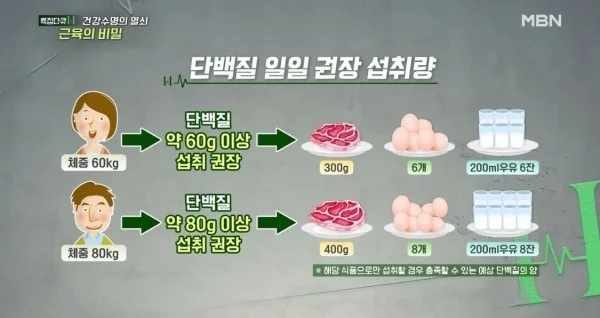 특집다큐H 건강수명의 열쇠
근육의 비밀
MBN
단백질 일일 권장 섭취량
체중 60kg
단백질
약 60g 이상
섭취 권장
300g
6개
200ml우유 6잔
체중 80kg
단백질
약 80g 이상
섭취 권장
400g
8개
200ml우유 8잔
* 해당 식품으로만 섭취할 경우 충족할 수 있는 예상 단백질의 양